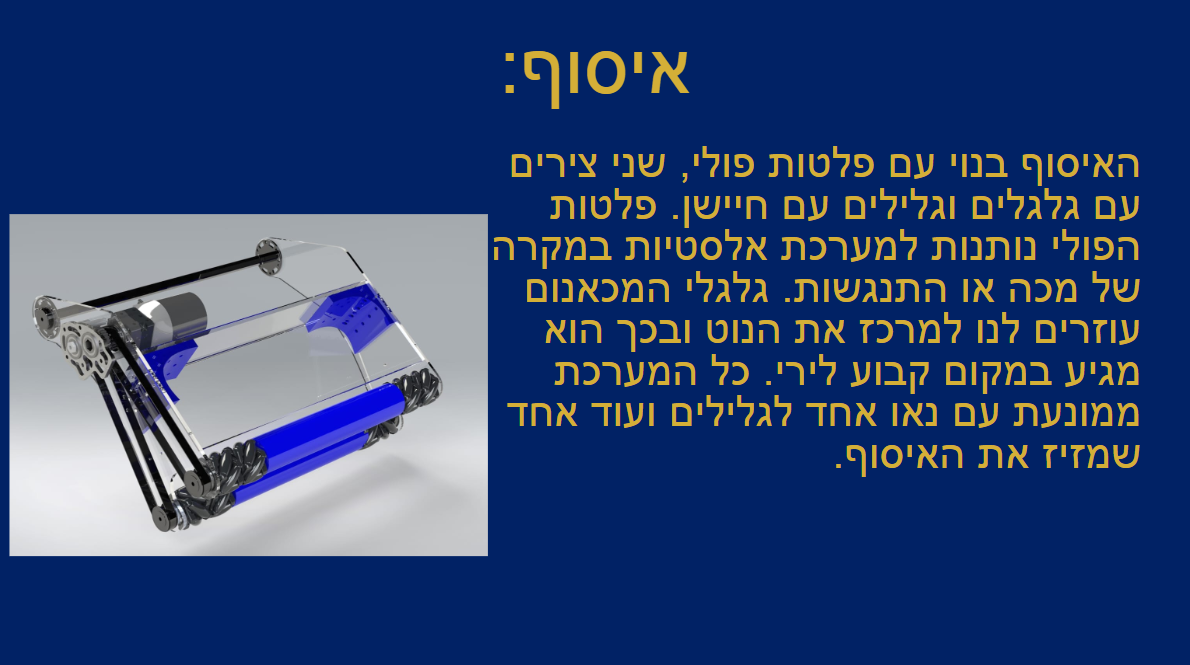 איסוף:
האיסוף בנוי עם פלטות פולי, שני צירים
עם גלגלים וגלילים עם חיישן. פלטות
הפולי נותנות למערכת אלסטיות במקרה
של מכה או התנגשות. גלגלי המכאנום
עוזרים לנו למרכז את הנוט ובכך הוא
מגיע במקום קבוע לירי. כל המערכת
ממונעת עם נאו אחד לגלילים ועוד אחד
שמזיז את האיסוף.